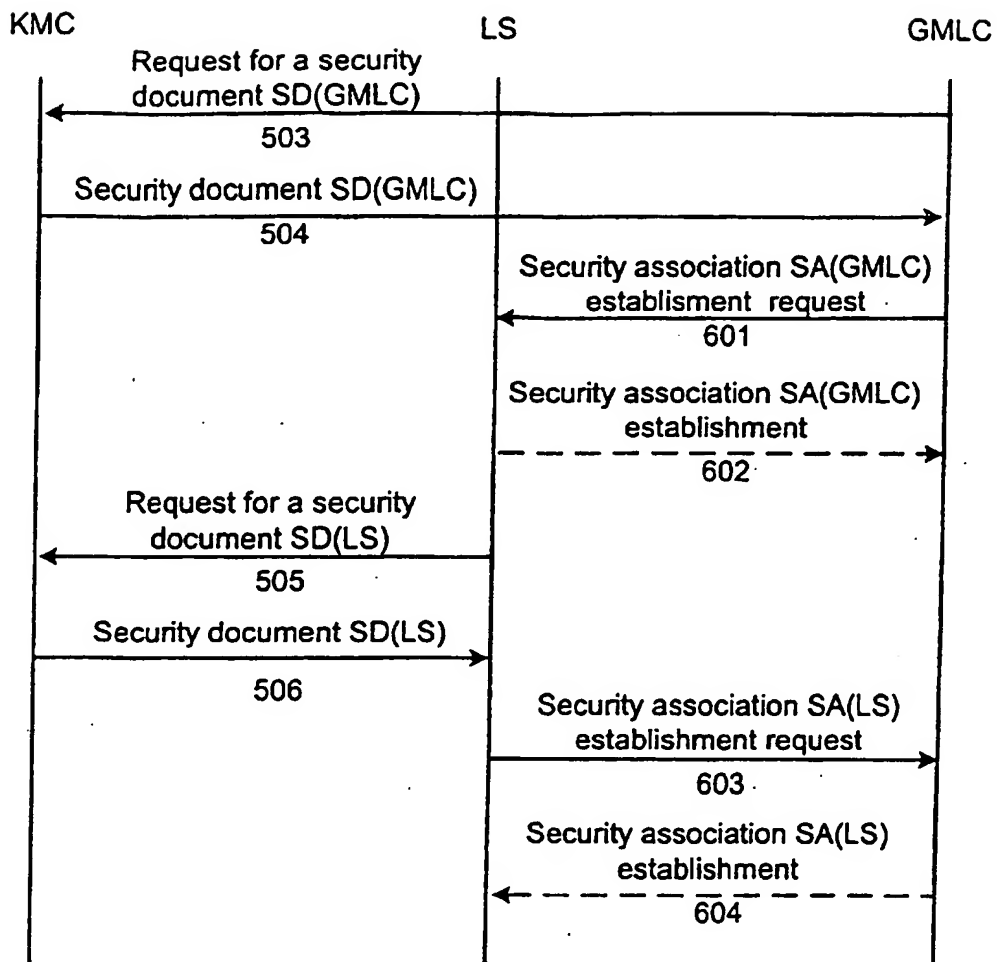 KMC
LS
GMLC
Request for a security
document SD(GMLC)
503
Security document SD(GMLC)
504
Security association SA(GMLC)
establisment request
601
Security association SA(GMLC)
establishment
602
Request for a security
document SD(LS)
505
Security document SD(LS)
506
Security association SA(LS)
establishment request
603
Security association SA(LS)
establishment
604